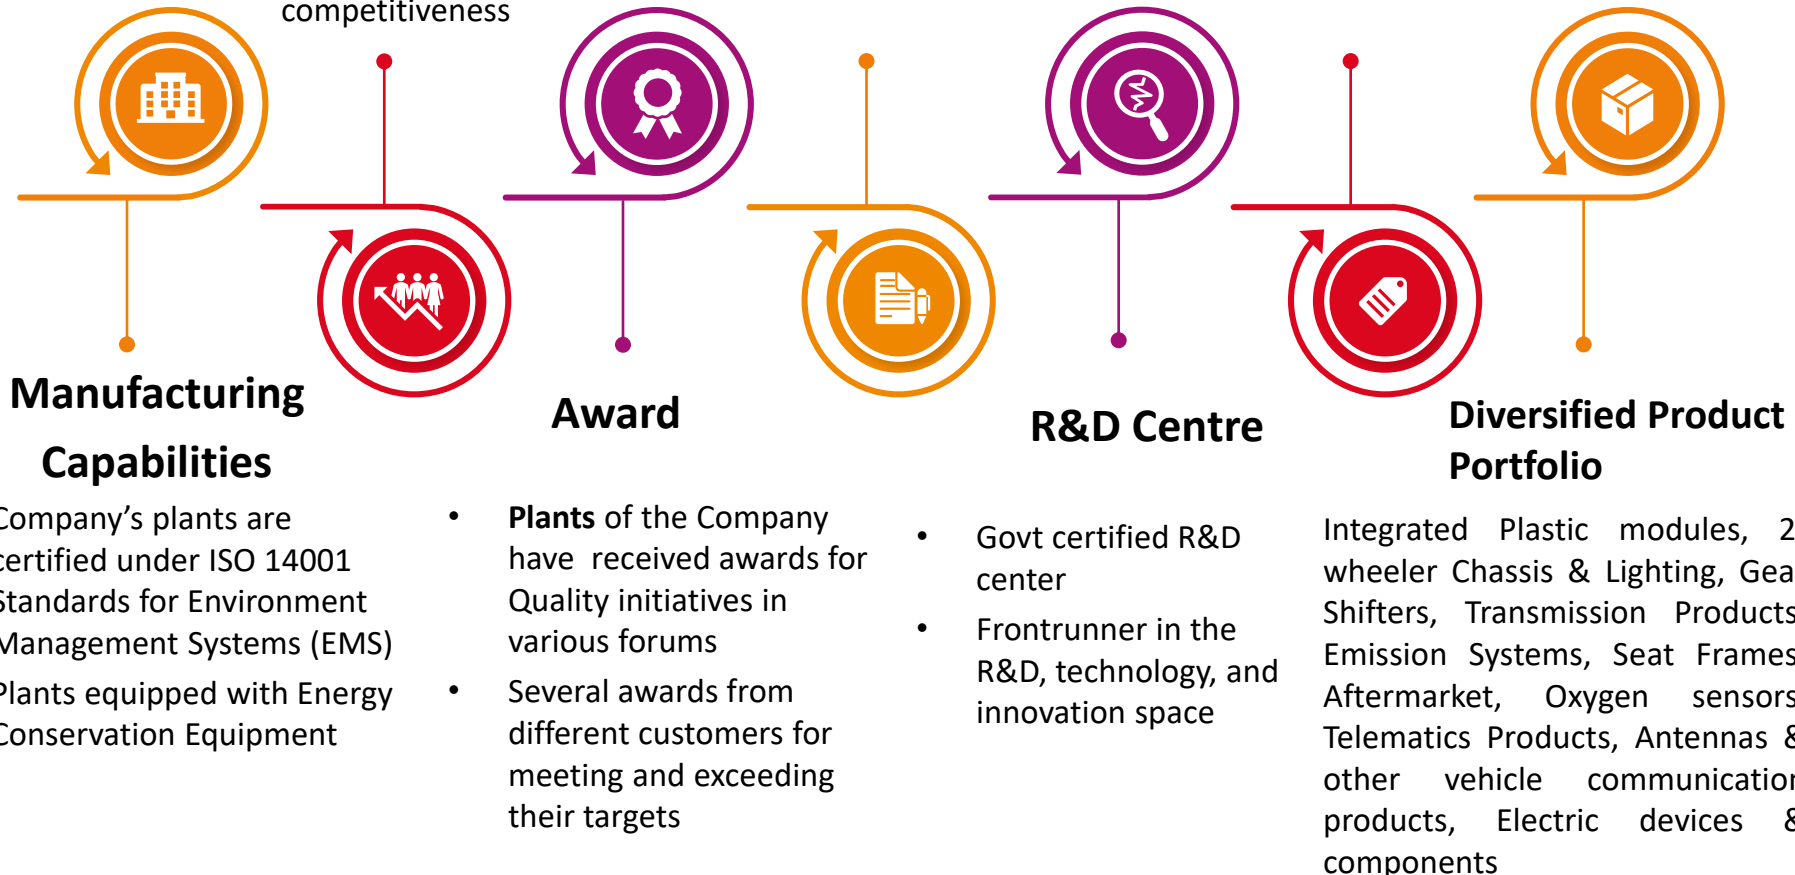 competitiveness
Manufacturing
Capabilities
Company's plants are
certified under ISO 14001
Standards for Environment
Management Systems (EMS)
Plants equipped with Energy
Conservation Equipment
Award
• Plants of the Company
have received awards for
Quality initiatives in
various forums
• Several awards from
different customers for
meeting and exceeding
their targets
R&D Centre
• Govt certified R&D
center
• Frontrunner in the
R&D, technology, and
innovation space
Diversified Product
Portfolio
Integrated Plastic modules, 2
wheeler Chassis & Lighting, Gea
Shifters, Transmission Products
Emission Systems, Seat Frames
Aftermarket, Oxygen sensors
Telematics Products, Antennas &
other vehicle communication
products, Electric devices &
components